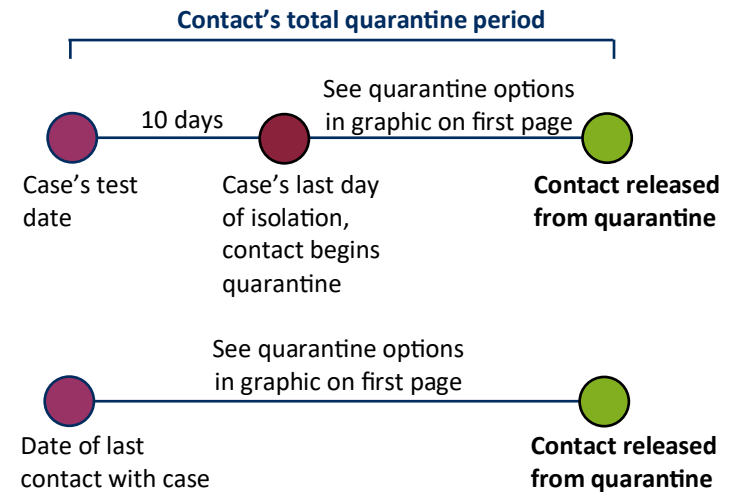 Contact’s total quarantine period
10 days
See quarantine options
in graphic on first page
Case’s test
date
Case’s last day
of isolation,
contact begins
quarantine
Contact released
from quarantine
See quarantine options
in graphic on first page
Date of last
contact with case
Contact released
from quarantine